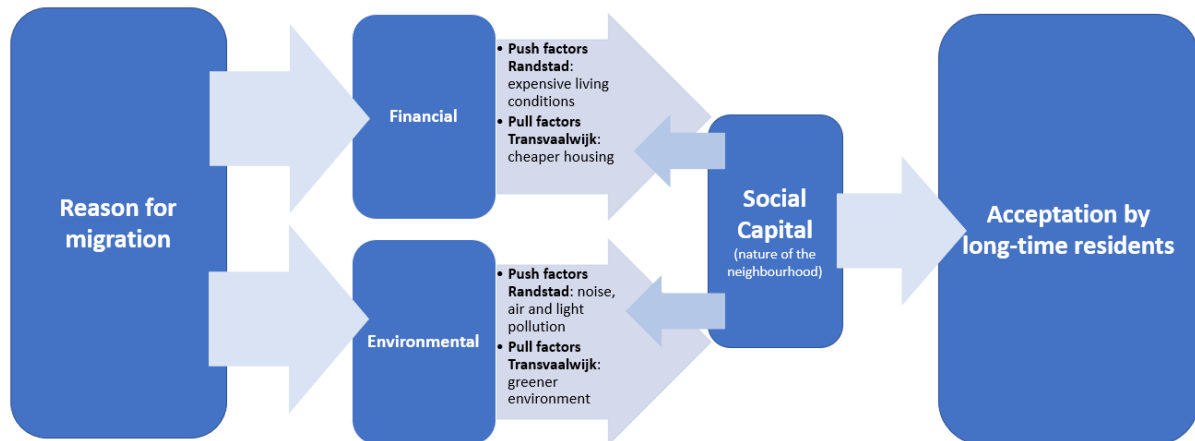 Reason for
migration
Financial
• Push factors
Randstad:
expensive living
conditions
• Pull factors
Transvaalwijk:
cheaper housing
Environmental
• Push factors
Randstad: noise,
air and light
pollution
• Pull factors
Transvaalwijk:
greener
environment
Social
Capital
(nature of the
neighbourhood)
Acceptation by
long-time residents